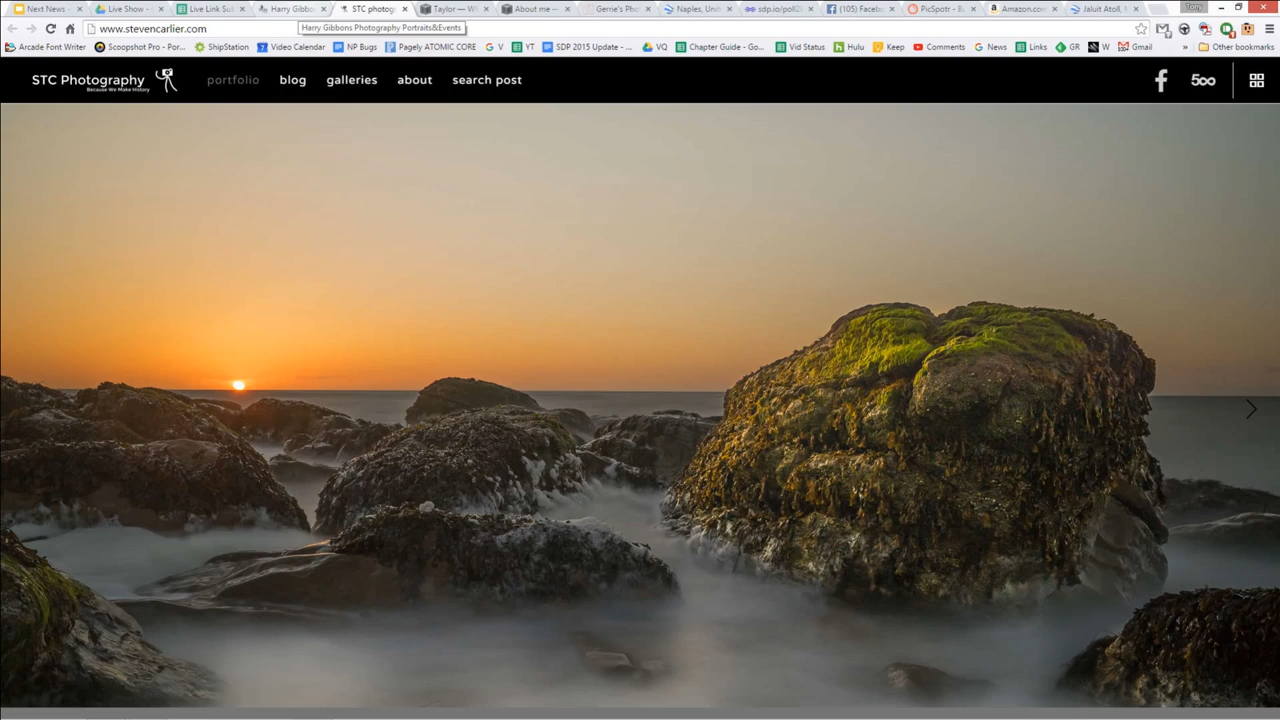 Next News - Live Show - Live Link Sul Harry Gibbo STC photog Taylor — W About me — Gerrie's Pho Naples, Unit sdp.io/poll2 (105) Faceb PicSpotr - B Amazon.com Jaluit Atoll, Tony
www.stevencarlier.com
Harry Gibbons Photography Portraits&Events
Arcade Font Writer Scoopshot Pro - Por... ShipStation Video Calendar NP Bugs Pagely ATOMIC CORE V YT SDP 2015 Update - ... VQ Chapter Guide - Go... Vid Status Hulu Keep Comments News Links GR W Gmail » Other bookmarks
STC Photography
Because We Make History
portfolio blog galleries about search post
f 500